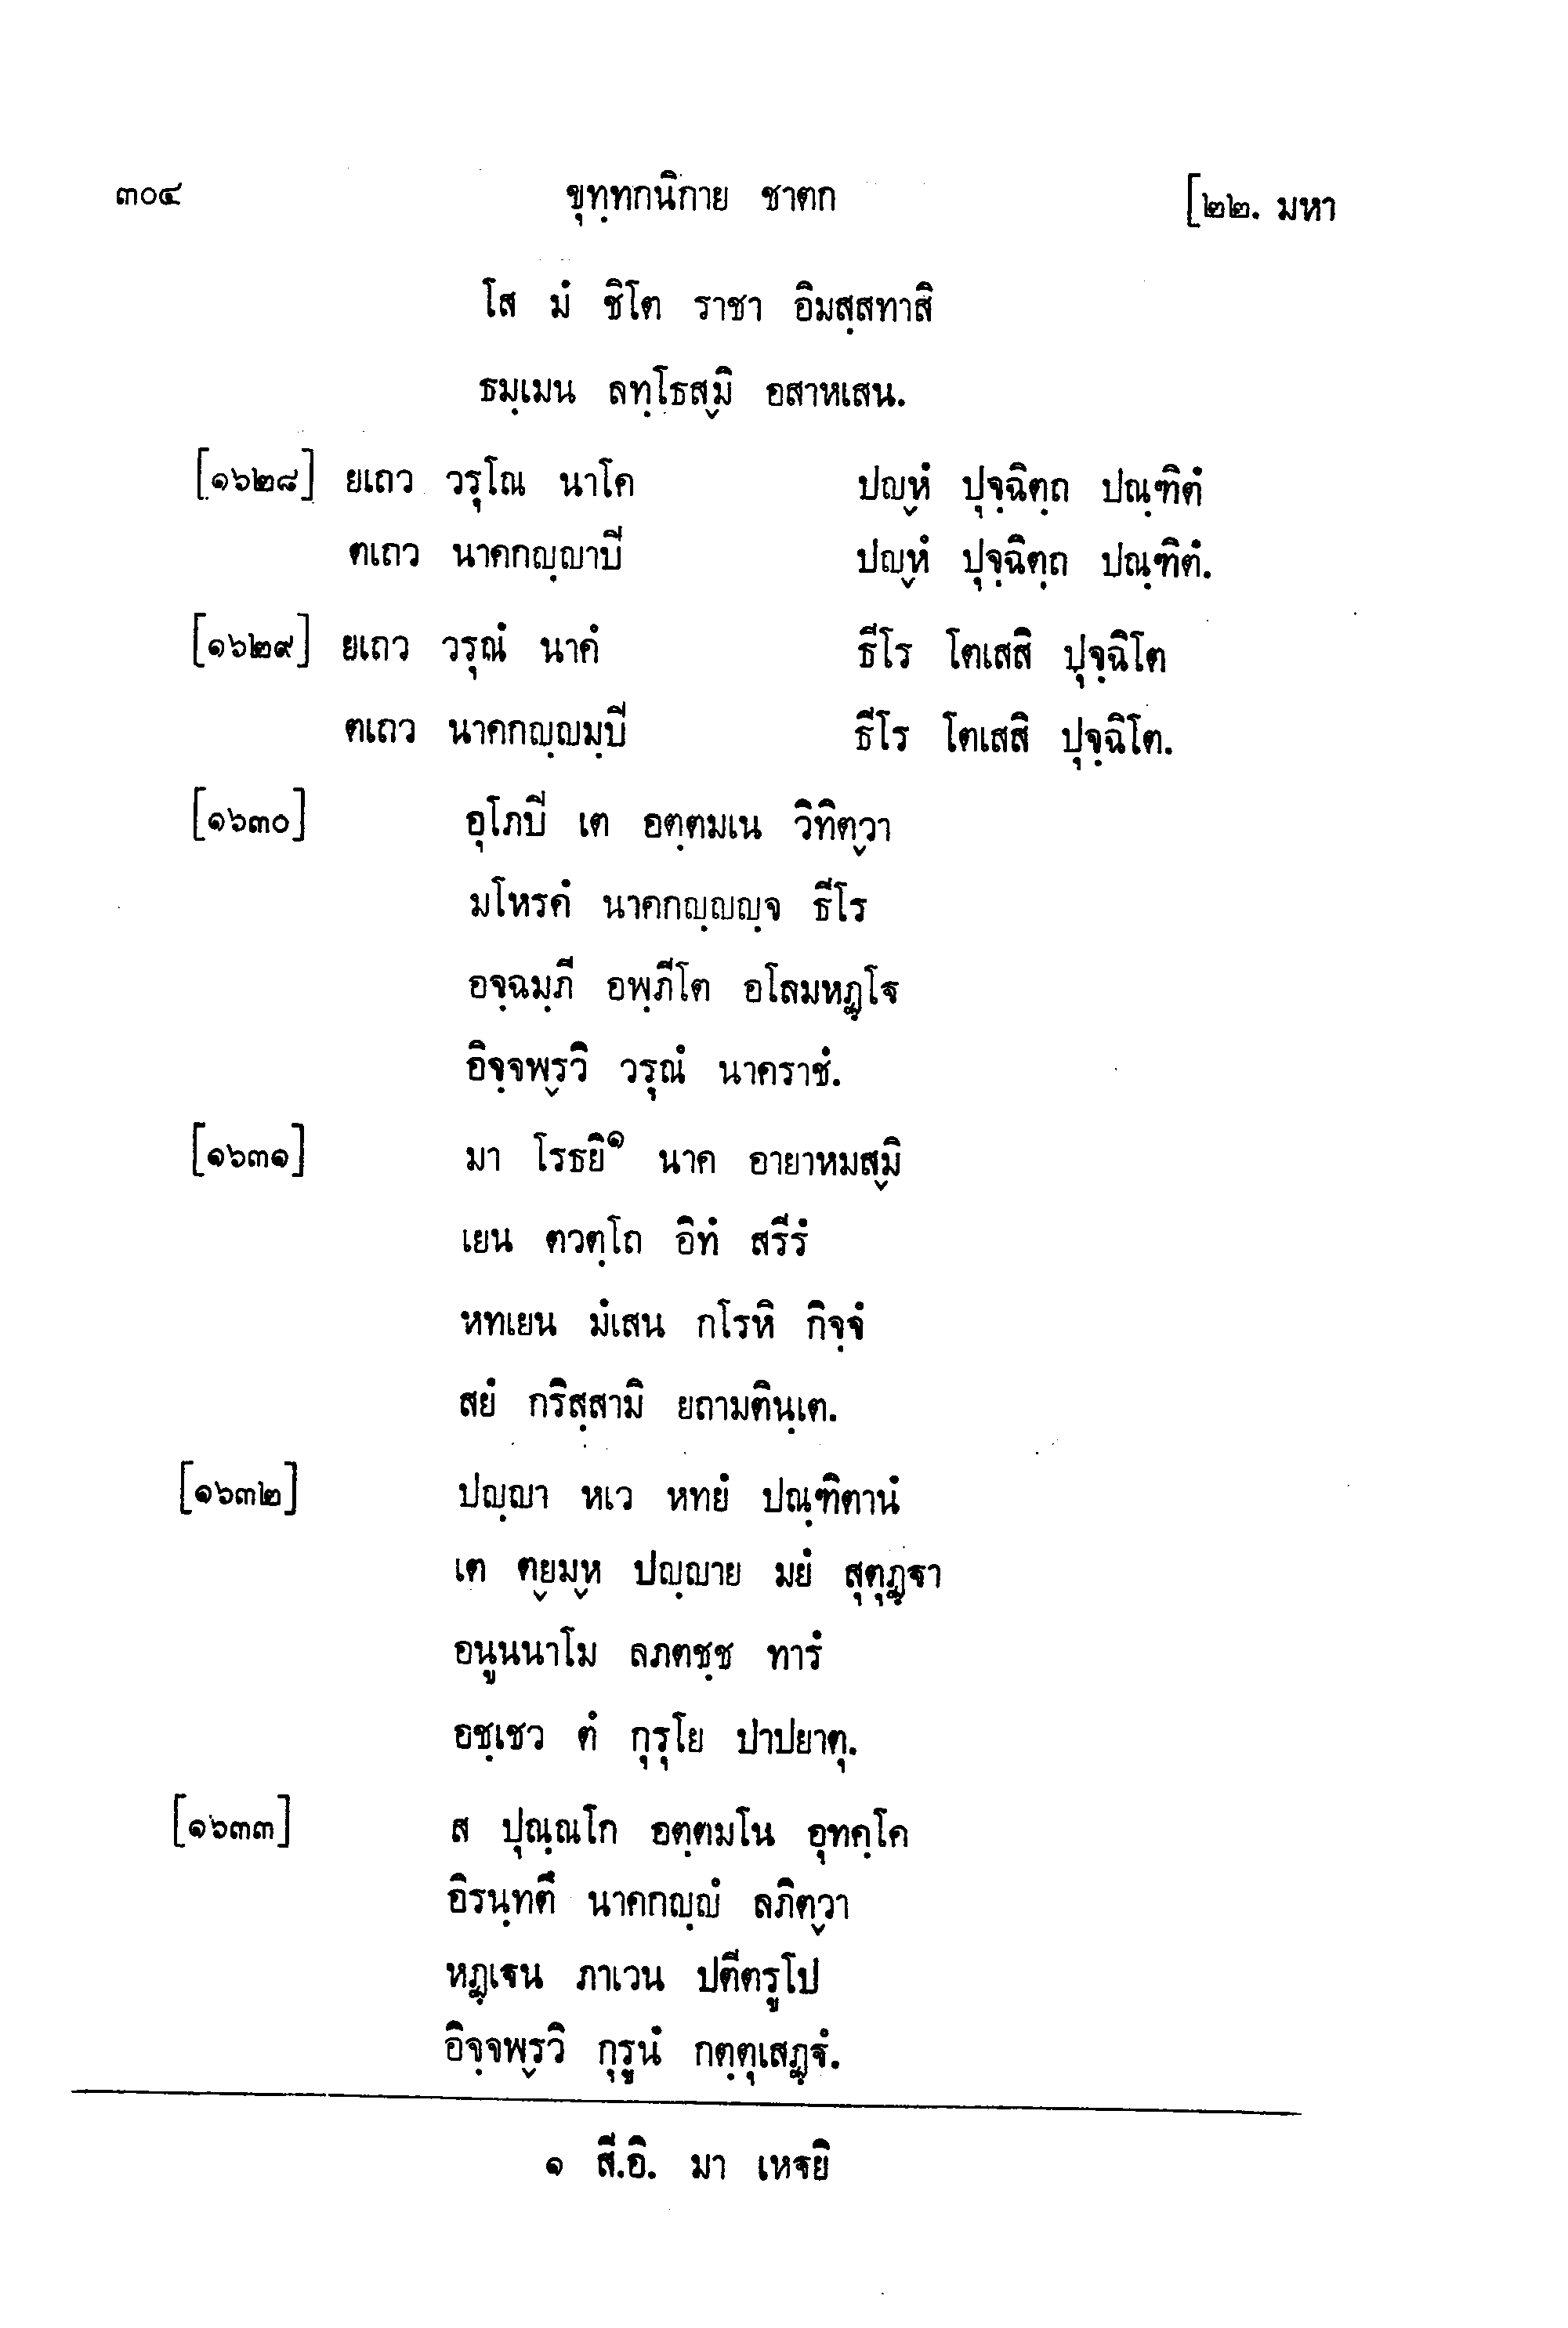 ๓๐๔ ขุทฺทกนิกาย ชาตก [๒๒. มหา
โส มํ ชิโต ราชา อิมสฺสทาสิ
ธมฺเมน ลทฺโธสฺมิ อสาหเสน.
[๑๖๒๘] ยเถว วรุโณ นาโค ปญฺหํ ปุจฺฉิตฺถ ปณฺฑิตํ
ตเถว นาคกญฺญาปี ปญฺหํ ปุจฺฉิตฺถ ปณฺฑิตํ.
[๑๖๒๙] ยเถว วรุณํ นาคํ ธีโร โตเสสิ ปุจฺฉิโต
ตเถว นาคกญฺญมฺปี ธีโร โตเสสิ ปุจฺฉิโต.
[๑๖๓๐] อุโภปี เต อตฺตมเน วิทิตฺวา
มโหรคํ นาคกญฺญญฺจ ธีโร
อจฺฉมฺภี อพฺภีโต อโลมหฏฺโฐ
อิจฺจพฺรวิ วรุณํ นาคราชํ.
[๑๖๓๑] มา โรธยิ๑ นาค อายาหมสฺมิ
เยน ตวตฺโถ อิทํ สรีรํ
หทเยน มํเสน กโรหิ กิจฺจํ
สยํ กริสฺสามิ ยถามตินฺเต.
[๑๖๓๒] ปญฺญา หเว หทยํ ปณฺฑิตานํ
เต ตฺยมฺห ปญฺญาย มยํ สุตุฏฺฐา
อนูนนาโม ลภตชฺช ทารํ
อชฺเชว ตํ กุรุโย ปาปยาตุ.
[๑๖๓๓] ส ปุณฺณโก อตฺตมโน อุทคฺโค
อิรนฺทตึ นาคกญฺญํ ลภิตฺวา
หฏฺเฐน ภาเวน ปตีตรูโป
อิจฺจพฺรวิ กุรูนํ กตฺตุเสฏฺฐํ.
๑ สี.อิ. มา เหฐยิ